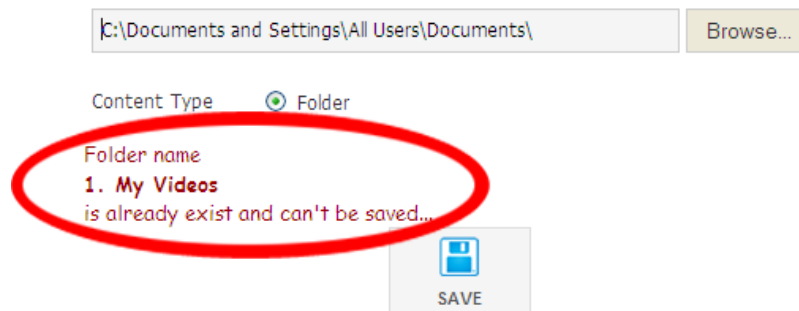 C:\Documents and Settings\All Users\Documents\
Browse...
Content Type
Folder
Folder name
1. My Videos
is already exist and can't be saved...
SAVE